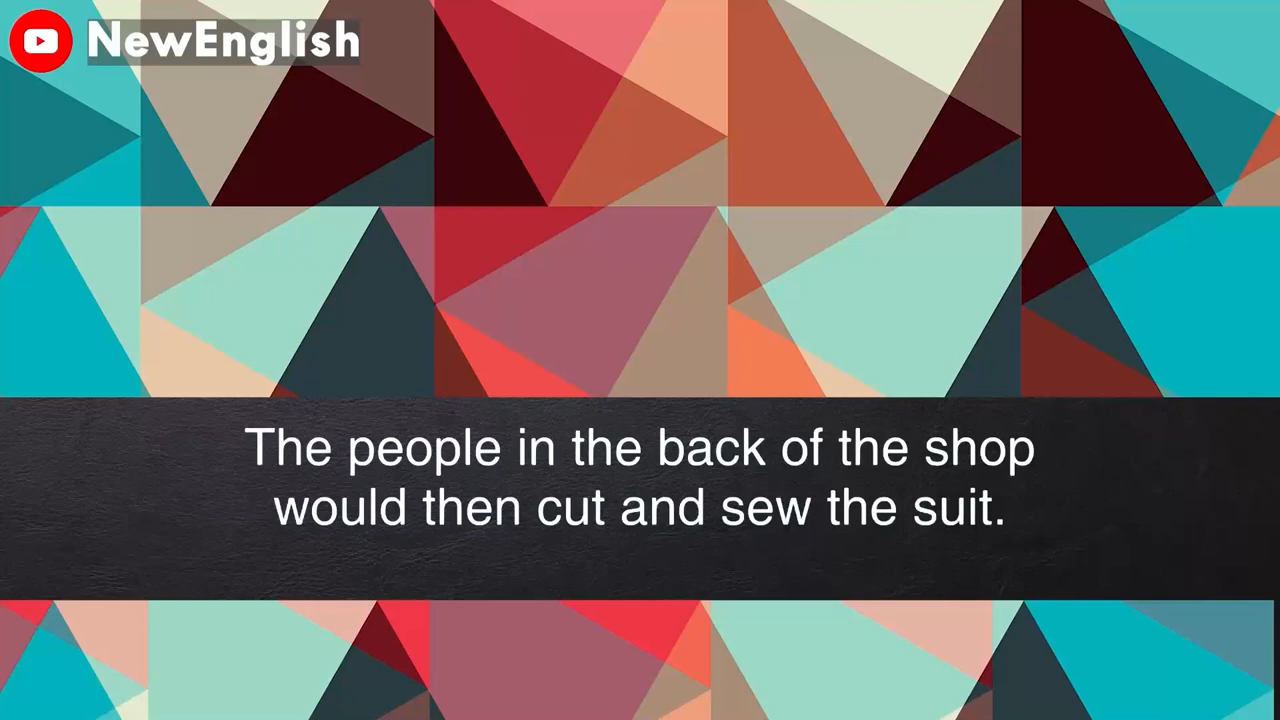 NewEnglish
The people in the back of the shop
would then cut and sew the suit.